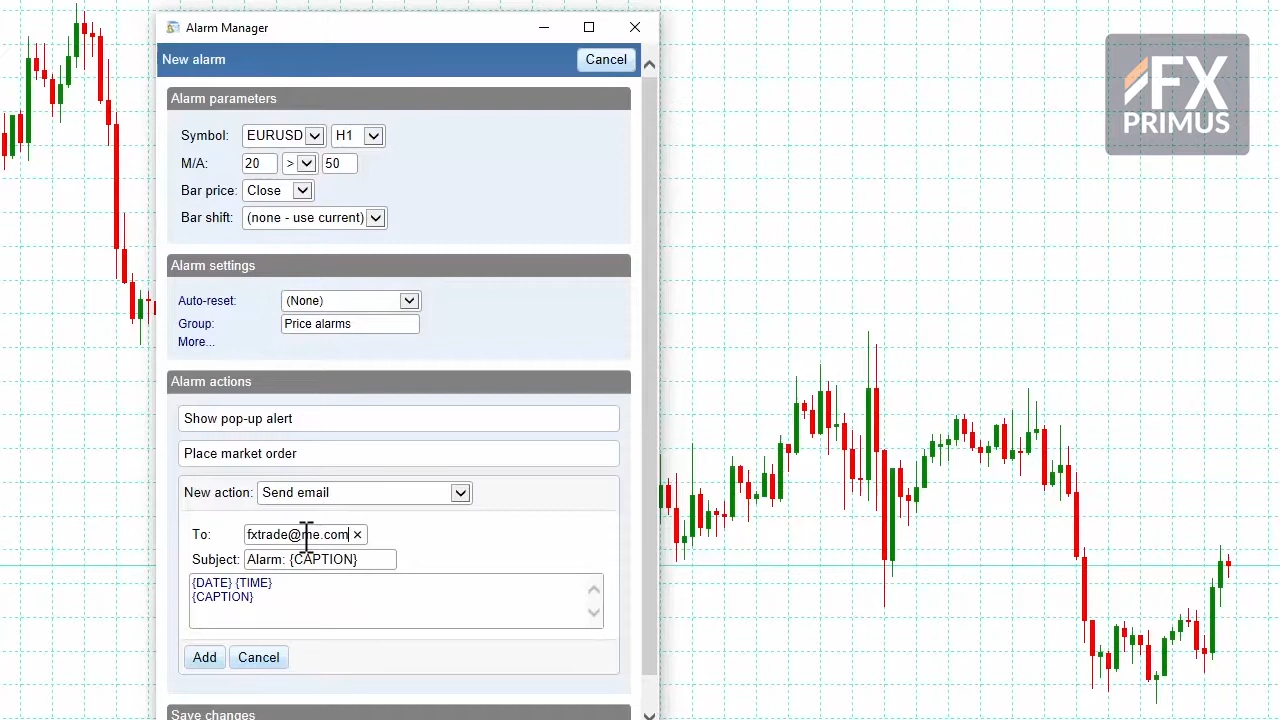 Alarm Manager
New alarm
Cancel
Alarm parameters
Symbol: EURUSD H1
M/A: 20 > 50
Bar price: Close
Bar shift: (none - use current)
Alarm settings
Auto-reset: (None)
Group: Price alarms
More...
Alarm actions
Show pop-up alert
Place market order
New action: Send email
To: fxtrade@me.com
Subject: Alarm: {CAPTION}
{DATE} {TIME}
{CAPTION}
Add Cancel
Save changes
FX
PRIMUS